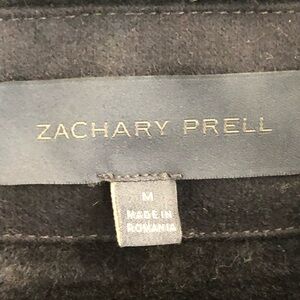 ZACHARY PRELL
M
MADE IN
ROMANIA